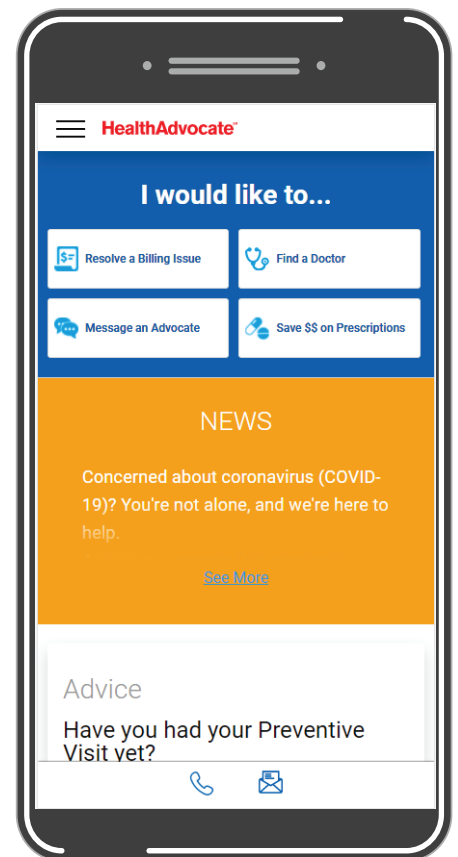 HealthAdvocate℠
I would like to...
Resolve a Billing Issue
Find a Doctor
Message an Advocate
Save $$ on Prescriptions
NEWS
Concerned about coronavirus (COVID-
19)? You're not alone, and we're here to
help.
See More
Advice
Have you had your Preventive
Visit yet?